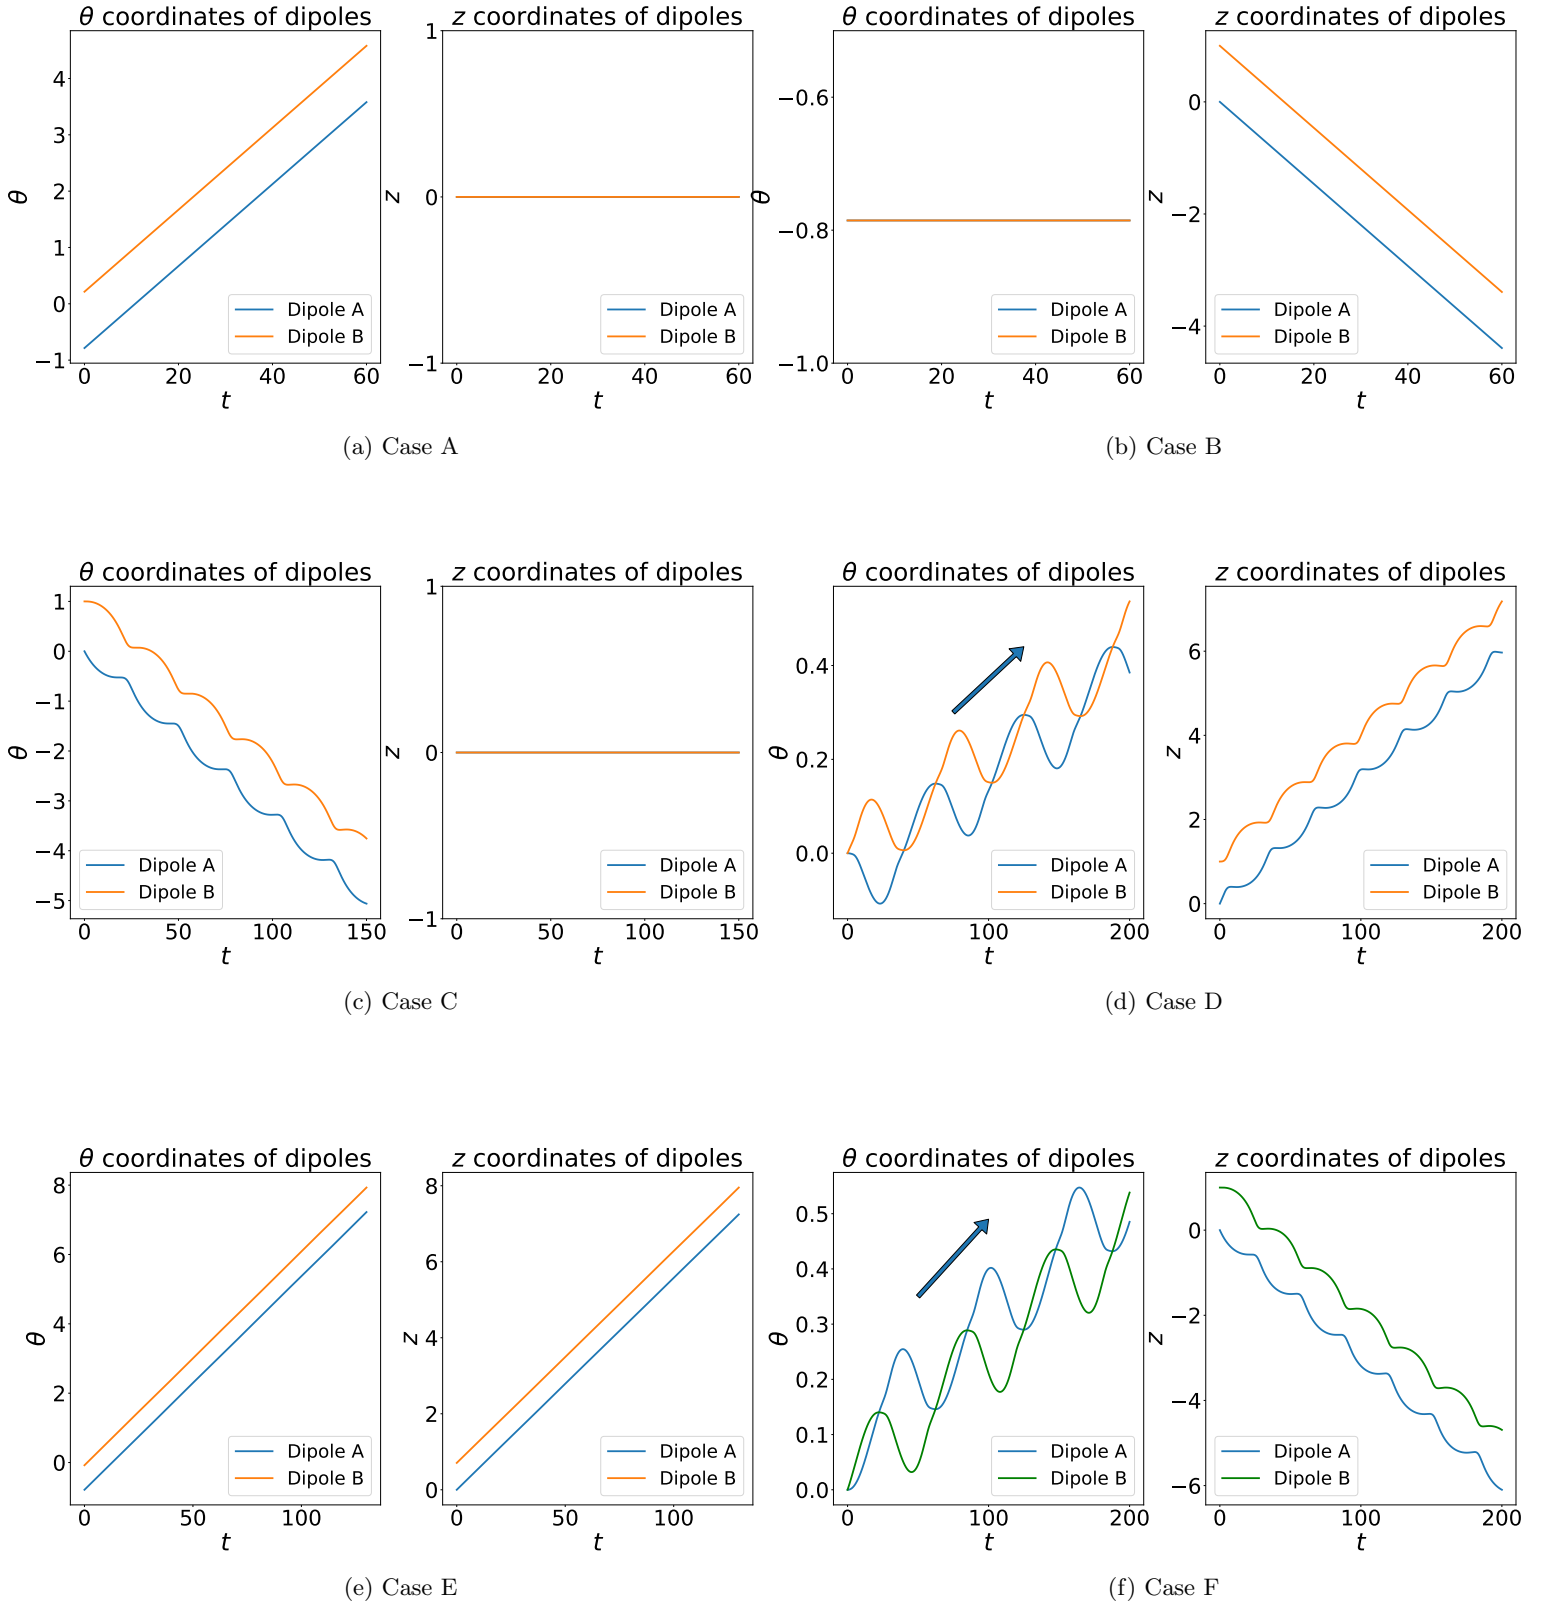 θ coordinates of dipoles
z coordinates of dipoles
θ coordinates of dipoles
z coordinates of dipoles
θ
4
3
2
1
0
−1
0 20 40 60
t
Dipole A
Dipole B
z
1
0
−1
0 20 40 60
t
Dipole A
Dipole B
θ
−0.6
−0.8
−1.0
0 20 40 60
t
Dipole A
Dipole B
z
0
−2
−4
0 20 40 60
t
Dipole A
Dipole B
(a) Case A
(b) Case B
θ coordinates of dipoles
z coordinates of dipoles
θ coordinates of dipoles
z coordinates of dipoles
θ
1
0
−1
−2
−3
−4
−5
0 50 100 150
t
Dipole A
Dipole B
z
1
0
−1
0 50 100 150
t
Dipole A
Dipole B
θ
0.4
0.2
0.0
0 100 200
t
Dipole A
Dipole B
z
6
4
2
0
0 100 200
t
Dipole A
Dipole B
(c) Case C
(d) Case D
θ coordinates of dipoles
z coordinates of dipoles
θ coordinates of dipoles
z coordinates of dipoles
θ
8
6
4
2
0
0 50 100
t
Dipole A
Dipole B
z
8
6
4
2
0
0 50 100
t
Dipole A
Dipole B
θ
0.5
0.4
0.3
0.2
0.1
0.0
0 100 200
t
Dipole A
Dipole B
z
0
−2
−4
−6
0 100 200
t
Dipole A
Dipole B
(e) Case E
(f) Case F